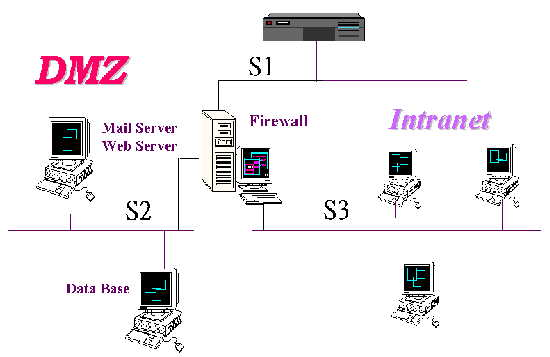 S1
DMZ
Mail Server
Web Server
Firewall
Intranet
S2
S3
Data Base